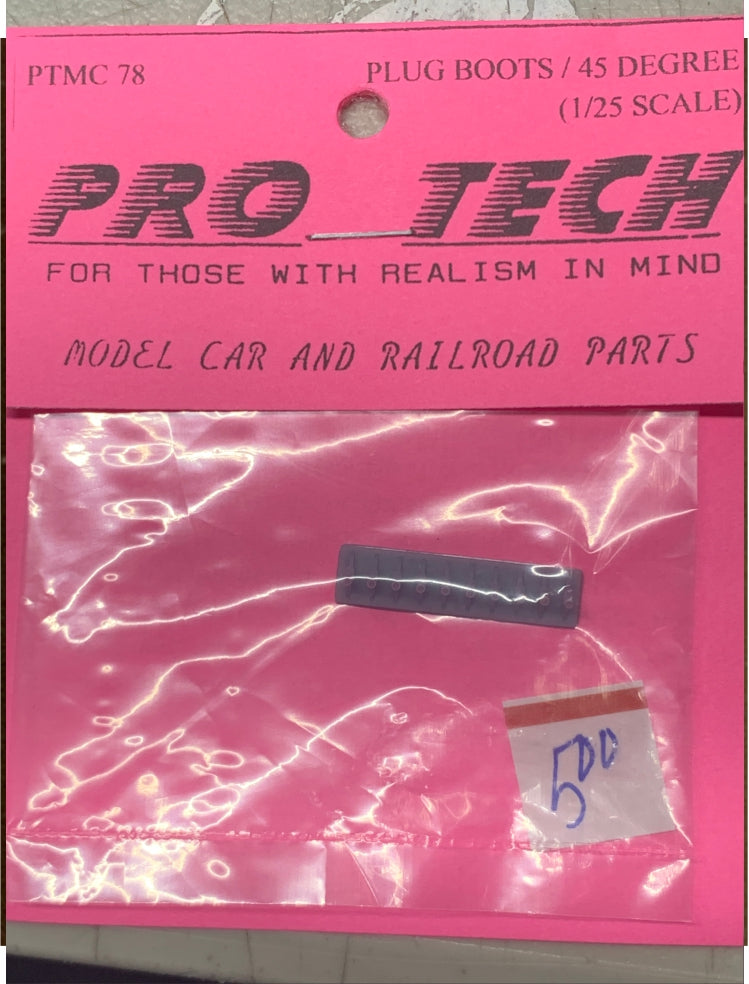 PTMC 78
PLUG BOOTS / 45 DEGREE
(1/25 SCALE)
PRO TECH
FOR THOSE WITH REALISM IN MIND
MODEL CAR AND RAILROAD PARTS
500